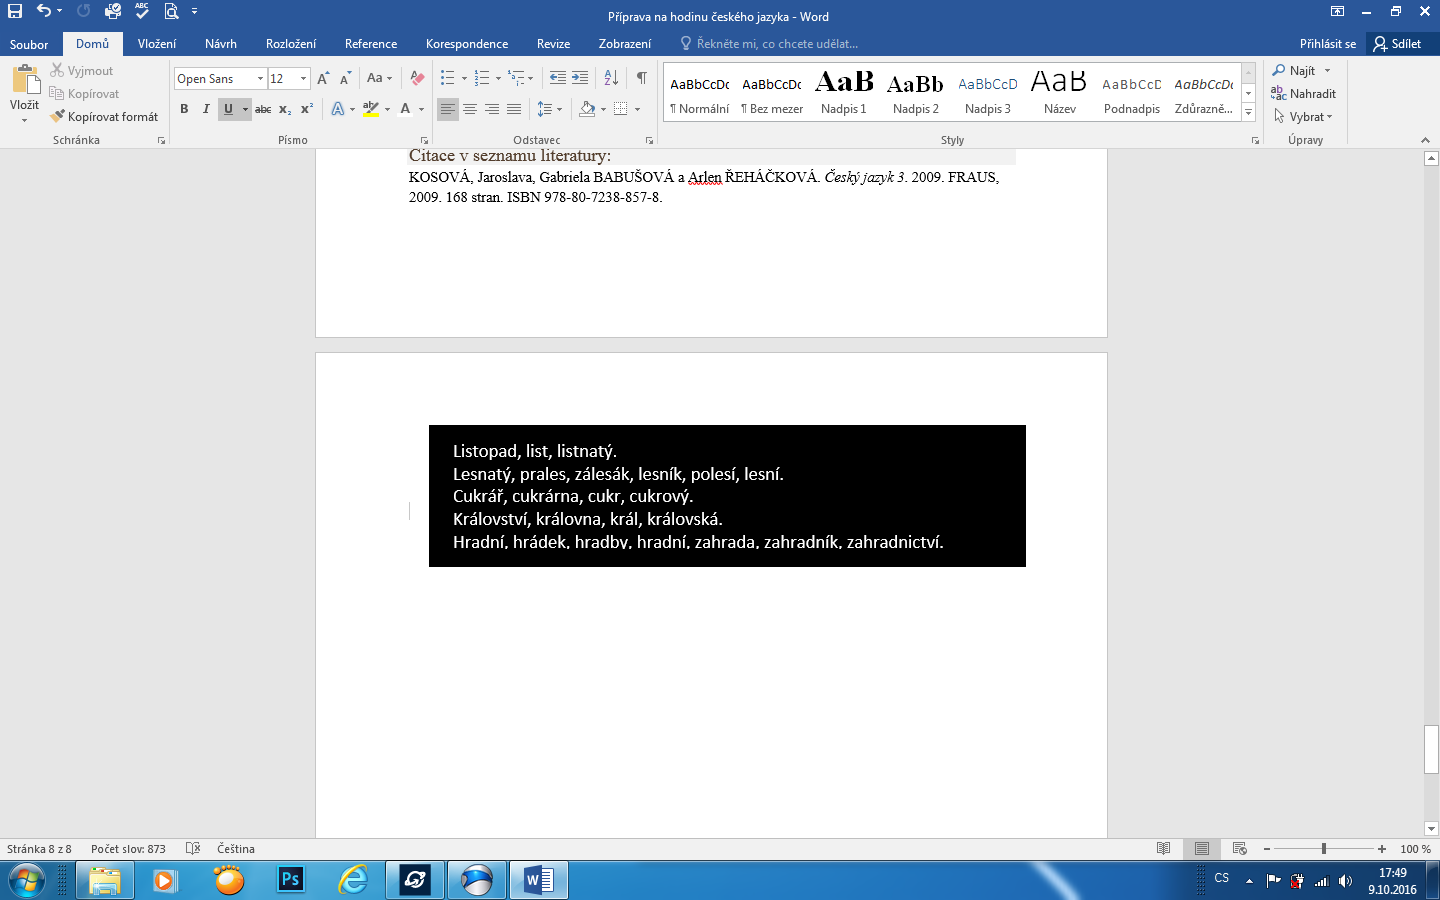 Příprava na hodinu českého jazyka - Word
Soubor Domů Vložení Návrh Rozložení Reference Korespondence Revize Zobrazení Řekněte mi, co chcete udělat... Přihlásit se Sdílet
Vložit
Vyjmout
Kopírovat
Kopírovat formát
Schránka
Open Sans 12
Písmo
Odstavec
AaBbCcDc AaBbCcDc AaB AaBb AaBbCcD AaB AaBbCcD AaBbCcDc
¶ Normální ¶ Bez mezer Nadpis 1 Nadpis 2 Nadpis 3 Název Podnadpis Zdůrazně...
Styly
Najít
Nahradit
Vybrat
Úpravy
Citace v seznamu literatury:
KOSOVÁ, Jaroslava, Gabriela BABUŠOVÁ a Arlen ŘEHÁČKOVÁ. Český jazyk 3. 2009. FRAUS,
2009. 168 stran. ISBN 978-80-7238-857-8.
Listopad, list, listnatý.
Lesnatý, prales, zálesák, lesník, polesí, lesní.
Cukrář, cukrárna, cukr, cukrový.
Království, královna, král, královská.
Hradní, hrádek, hradby, hradní, zahrada, zahradník, zahradnictví.
Stránka 8 z 8 Počet slov: 873 Čeština 100 %
Ps W CS 17:49
9.10.2016